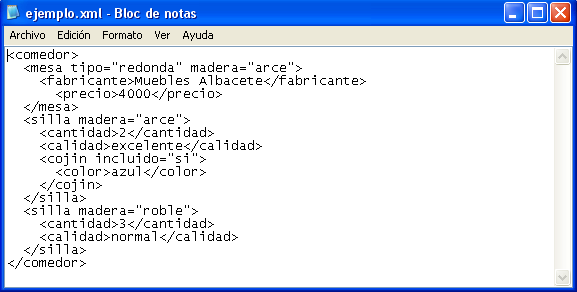 ejemplo.xml - Bloc de notas
Archivo Edición Formato Ver Ayuda
<comedor>
  <mesa tipo="redonda" madera="arce">
    <fabricante>Muebles Albacete</fabricante>
      <precio>4000</precio>
  </mesa>
  <silla madera="arce">
    <cantidad>2</cantidad>
    <calidad>excelente</calidad>
    <cojin incluido="si">
      <color>azul</color>
    </cojin>
  </silla>
  <silla madera="roble">
    <cantidad>3</cantidad>
    <calidad>normal</calidad>
  </silla>
</comedor>